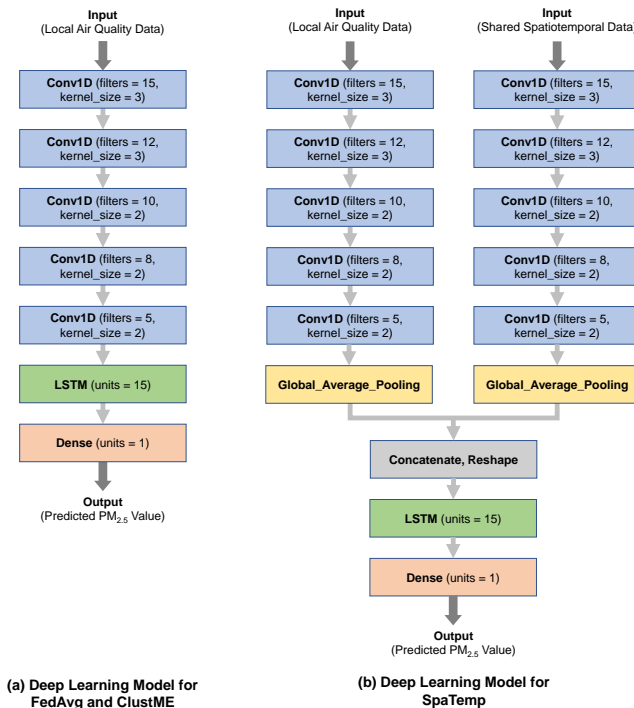 Input
(Local Air Quality Data)
Conv1D (filters = 15,
kernel_size = 3)
Conv1D (filters = 12,
kernel_size = 3)
Conv1D (filters = 10,
kernel_size = 2)
Conv1D (filters = 8,
kernel_size = 2)
Conv1D (filters = 5,
kernel_size = 2)
LSTM (units = 15)
Dense (units = 1)
Output
(Predicted PM2.5 Value)
(a) Deep Learning Model for
FedAvg and ClustME
Input
(Local Air Quality Data)
Conv1D (filters = 15,
kernel_size = 3)
Conv1D (filters = 12,
kernel_size = 3)
Conv1D (filters = 10,
kernel_size = 2)
Conv1D (filters = 8,
kernel_size = 2)
Conv1D (filters = 5,
kernel_size = 2)
Global_Average_Pooling
Input
(Shared Spatiotemporal Data)
Conv1D (filters = 15,
kernel_size = 3)
Conv1D (filters = 12,
kernel_size = 3)
Conv1D (filters = 10,
kernel_size = 2)
Conv1D (filters = 8,
kernel_size = 2)
Conv1D (filters = 5,
kernel_size = 2)
Global_Average_Pooling
Concatenate, Reshape
LSTM (units = 15)
Dense (units = 1)
Output
(Predicted PM2.5 Value)
(b) Deep Learning Model for
SpaTemp